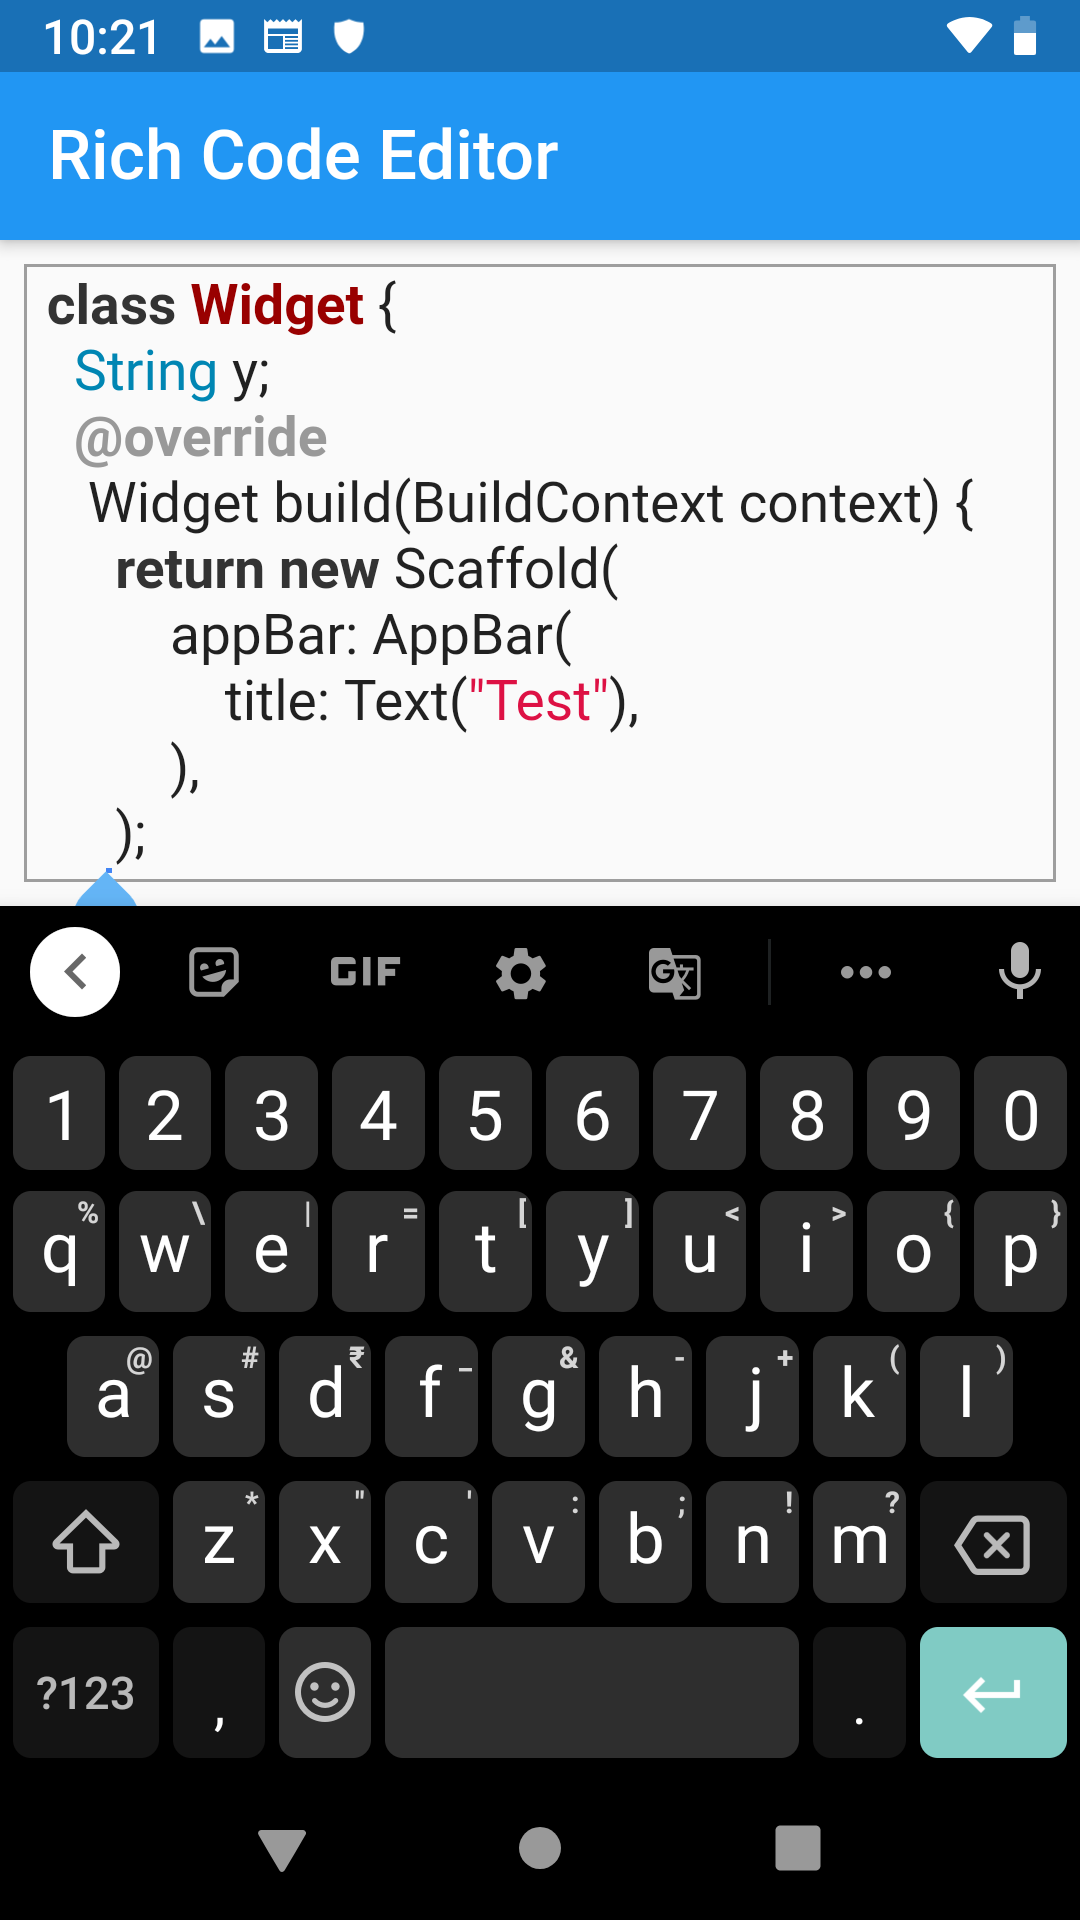 10:21
Rich Code Editor
class Widget {
  String y;
  @override
   Widget build(BuildContext context) {
     return new Scaffold(
         appBar: AppBar(
             title: Text("Test"),
         ),
     );
GIF
1 2 3 4 5 6 7 8 9 0
% \ | = [ ] < > { }
q w e r t y u i o p
@ # ₹ _ & - + ( )
a s d f g h j k l
* " ' : ; ! ?
z x c v b n m
?123 , .